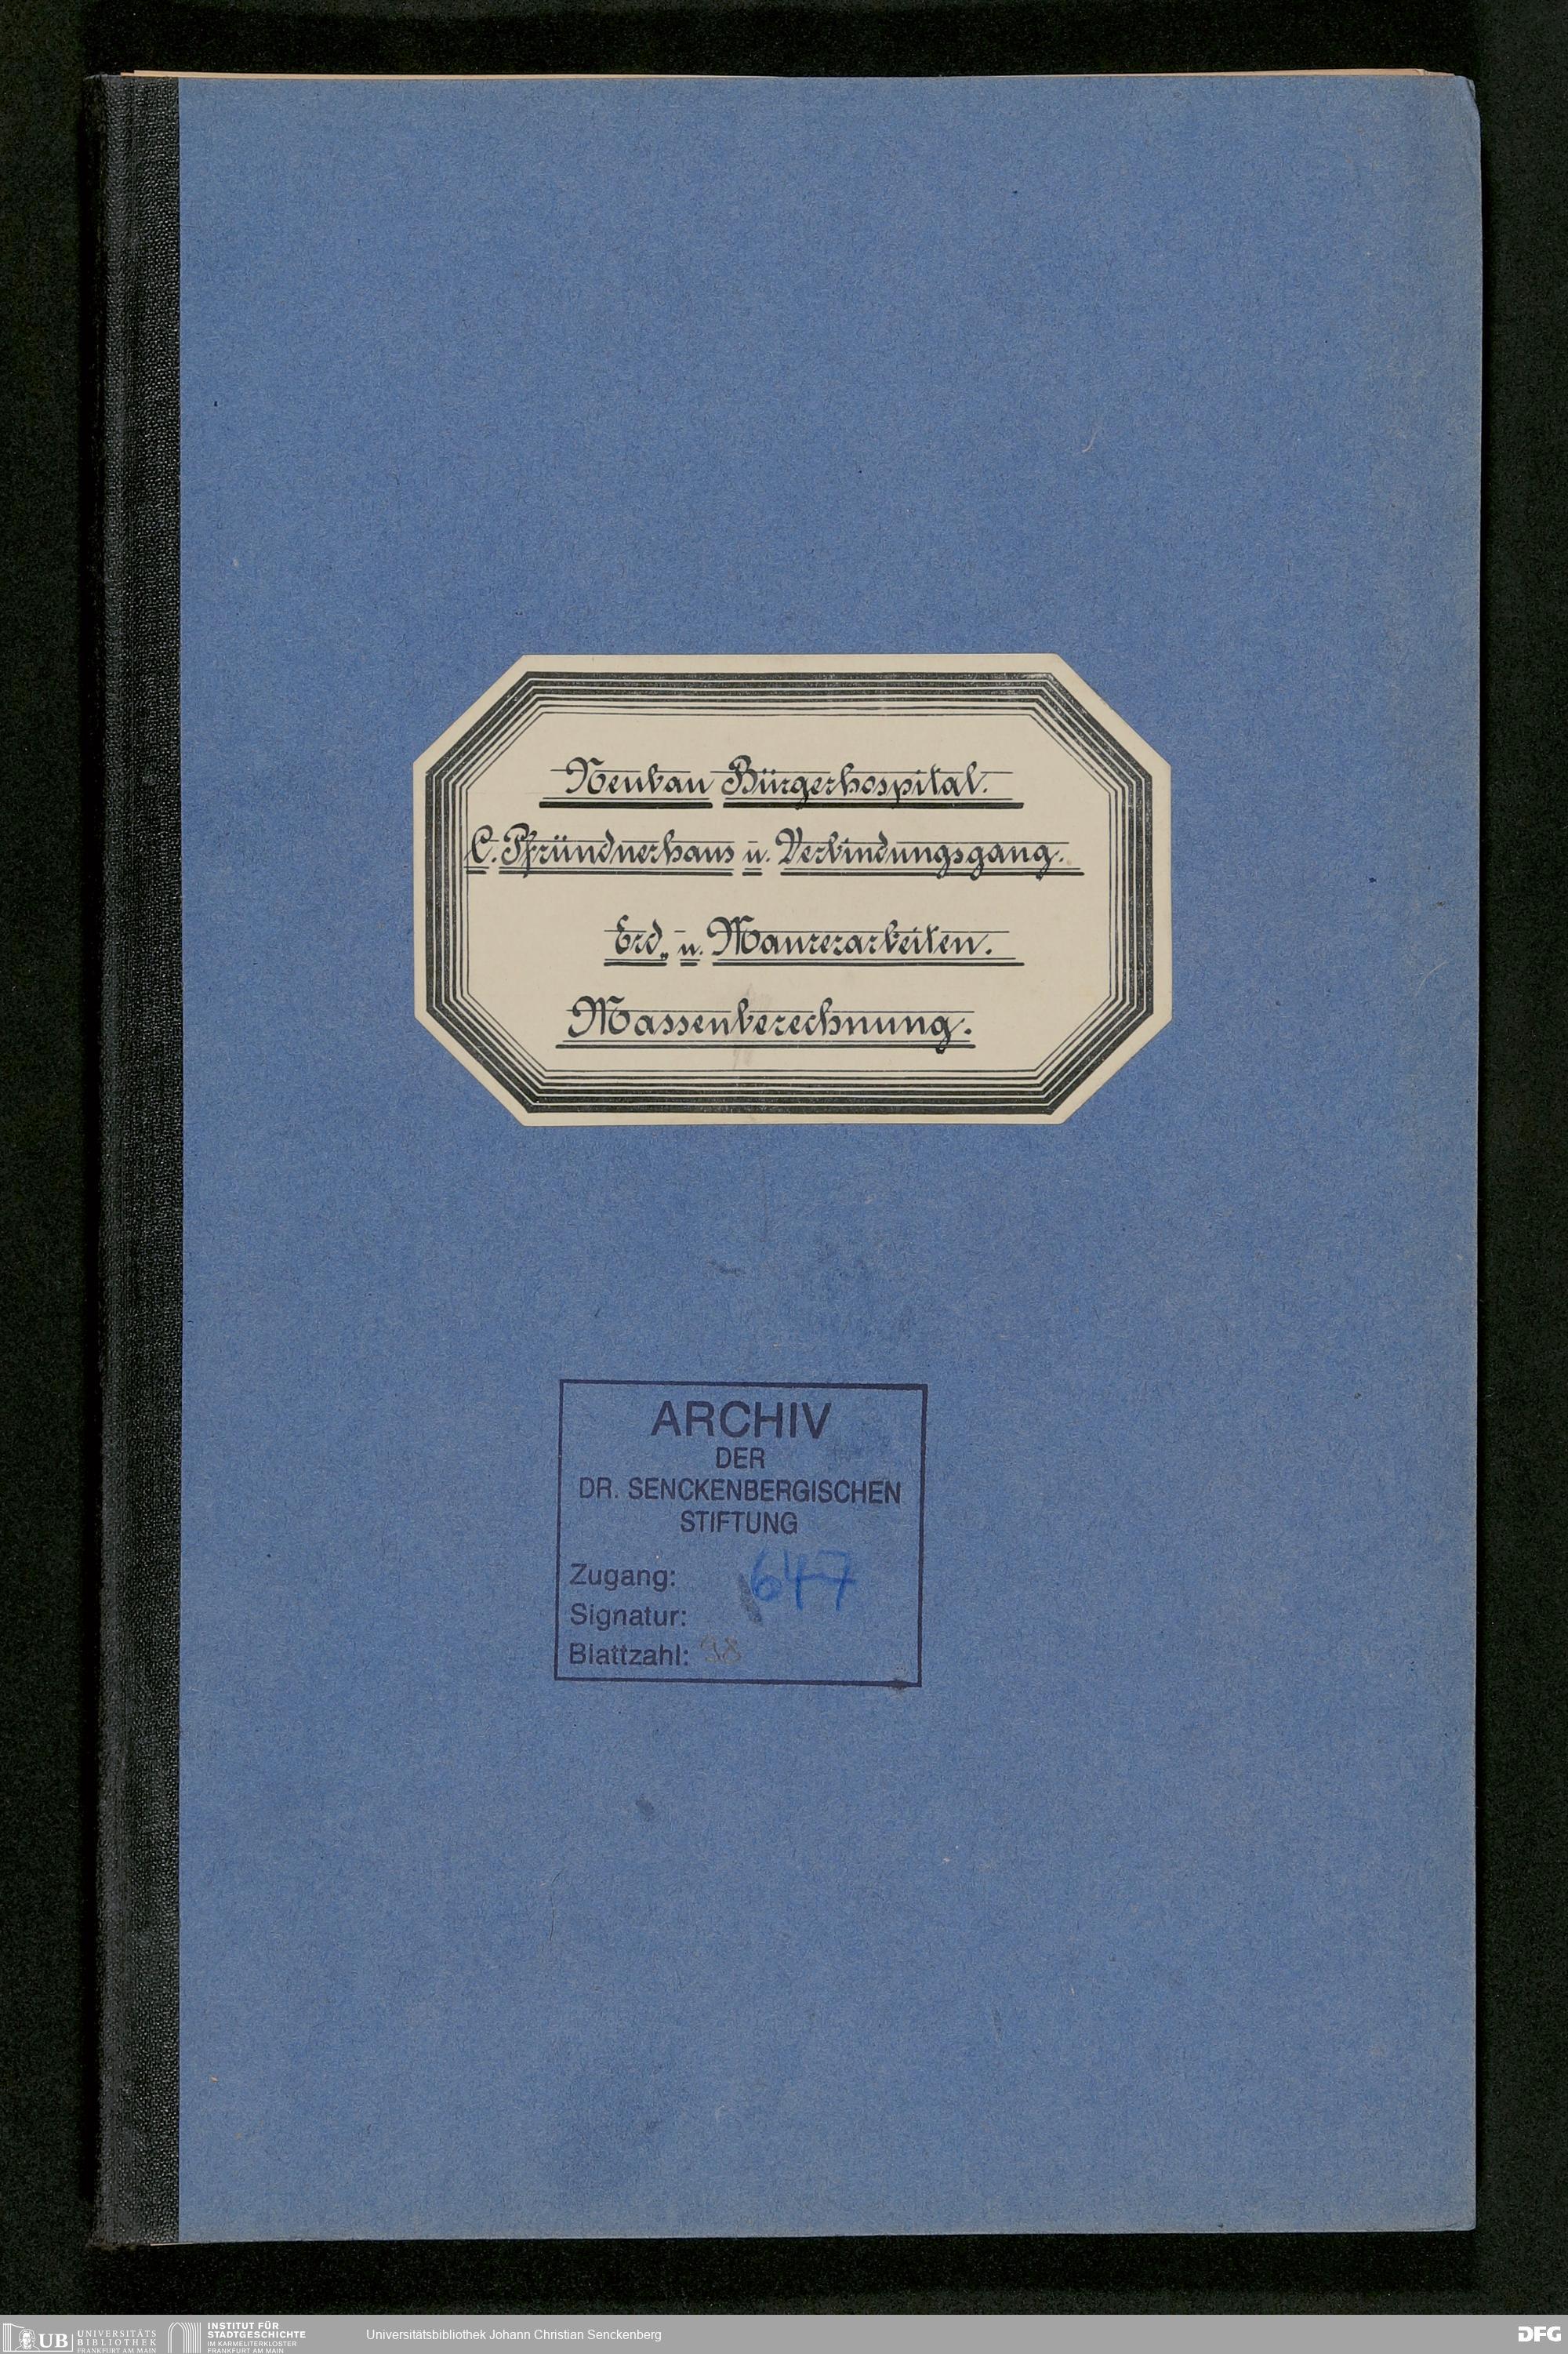 Neubau Bürgerhospital.
C. Pfründnerhaus u. Verbindungsgang.
Erd„ u. Maurerarbeiten.
Massenberechnung.
ARCHIV
DER
DR. SENCKENBERGISCHEN
STIFTUNG
Zugang: 647
Signatur:
Blattzahl: 98
UB UNIVERSITÄTS
BIBLIOTHEK
FRANKFURT AM MAIN
INSTITUT FÜR
STADTGESCHICHTE
IM KARMELITERKLOSTER
FRANKFURT AM MAIN
Universitätsbibliothek Johann Christian Senckenberg
DFG